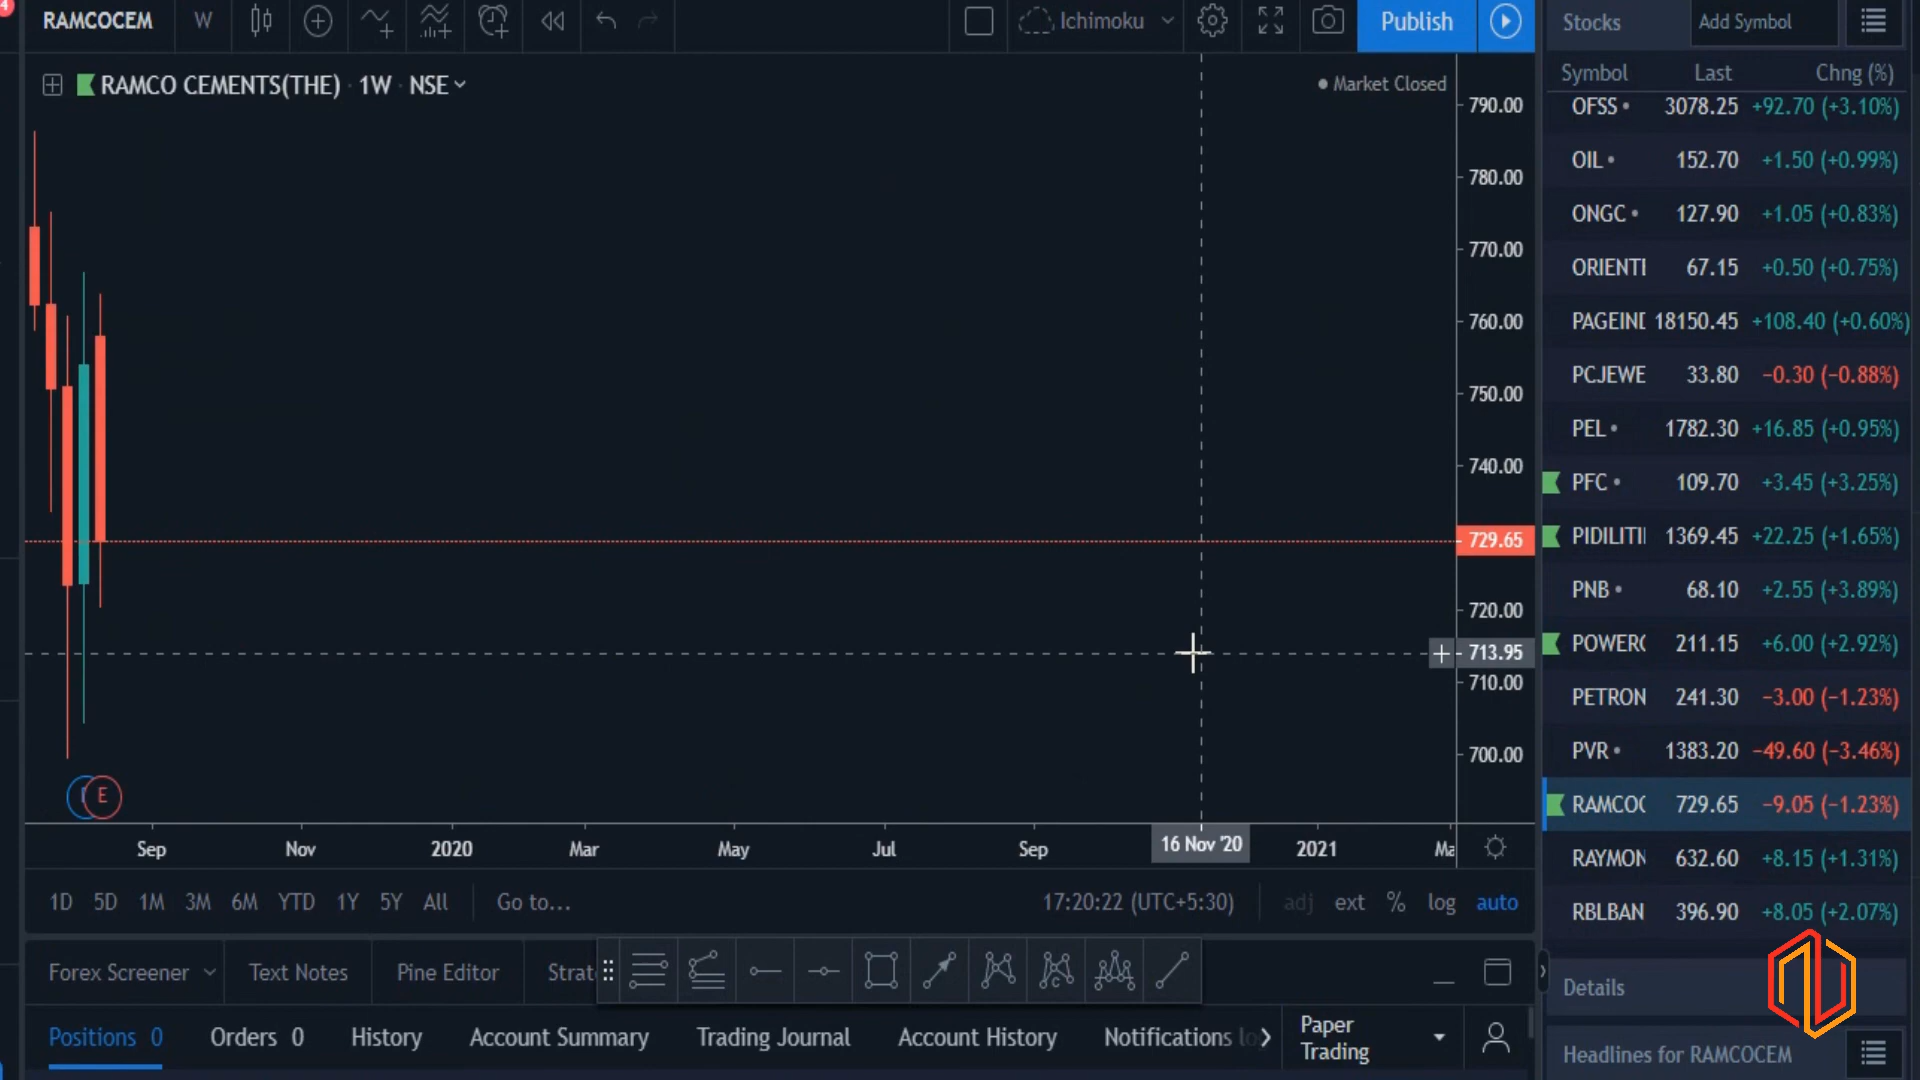 4
RAMCOCEM W Ichimoku Publish
RAMCO CEMENTS(THE) · 1W · NSE
Market Closed
790.00
780.00
770.00
760.00
750.00
740.00
729.65
720.00
713.95
710.00
700.00
E
Sep Nov 2020 Mar May Jul Sep 16 Nov '20 2021
1D 5D 1M 3M 6M YTD 1Y 5Y All Go to... 17:20:22 (UTC+5:30) adj ext % log auto
Forex Screener Text Notes Pine Editor Strat
Positions 0 Orders 0 History Account Summary Trading Journal Account History Notifications
Paper
Trading
Stocks Add Symbol
Symbol Last Chng (%)
OFSS 3078.25 +92.70 (+3.10%)
OIL 152.70 +1.50 (+0.99%)
ONGC 127.90 +1.05 (+0.83%)
ORIENT 67.15 +0.50 (+0.75%)
PAGEIN 18150.45 +108.40 (+0.60%)
PCJEWE 33.80 −0.30 (−0.88%)
PEL 1782.30 +16.85 (+0.95%)
PFC 109.70 +3.45 (+3.25%)
PIDILITI 1369.45 +22.25 (+1.65%)
PNB 68.10 +2.55 (+3.89%)
POWER 211.15 +6.00 (+2.92%)
PETRON 241.30 −3.00 (−1.23%)
PVR 1383.20 −49.60 (−3.46%)
RAMCO 729.65 −9.05 (−1.23%)
RAYMON 632.60 +8.15 (+1.31%)
RBLBAN 396.90 +8.05 (+2.07%)
Details
Headlines for RAMCOCEM